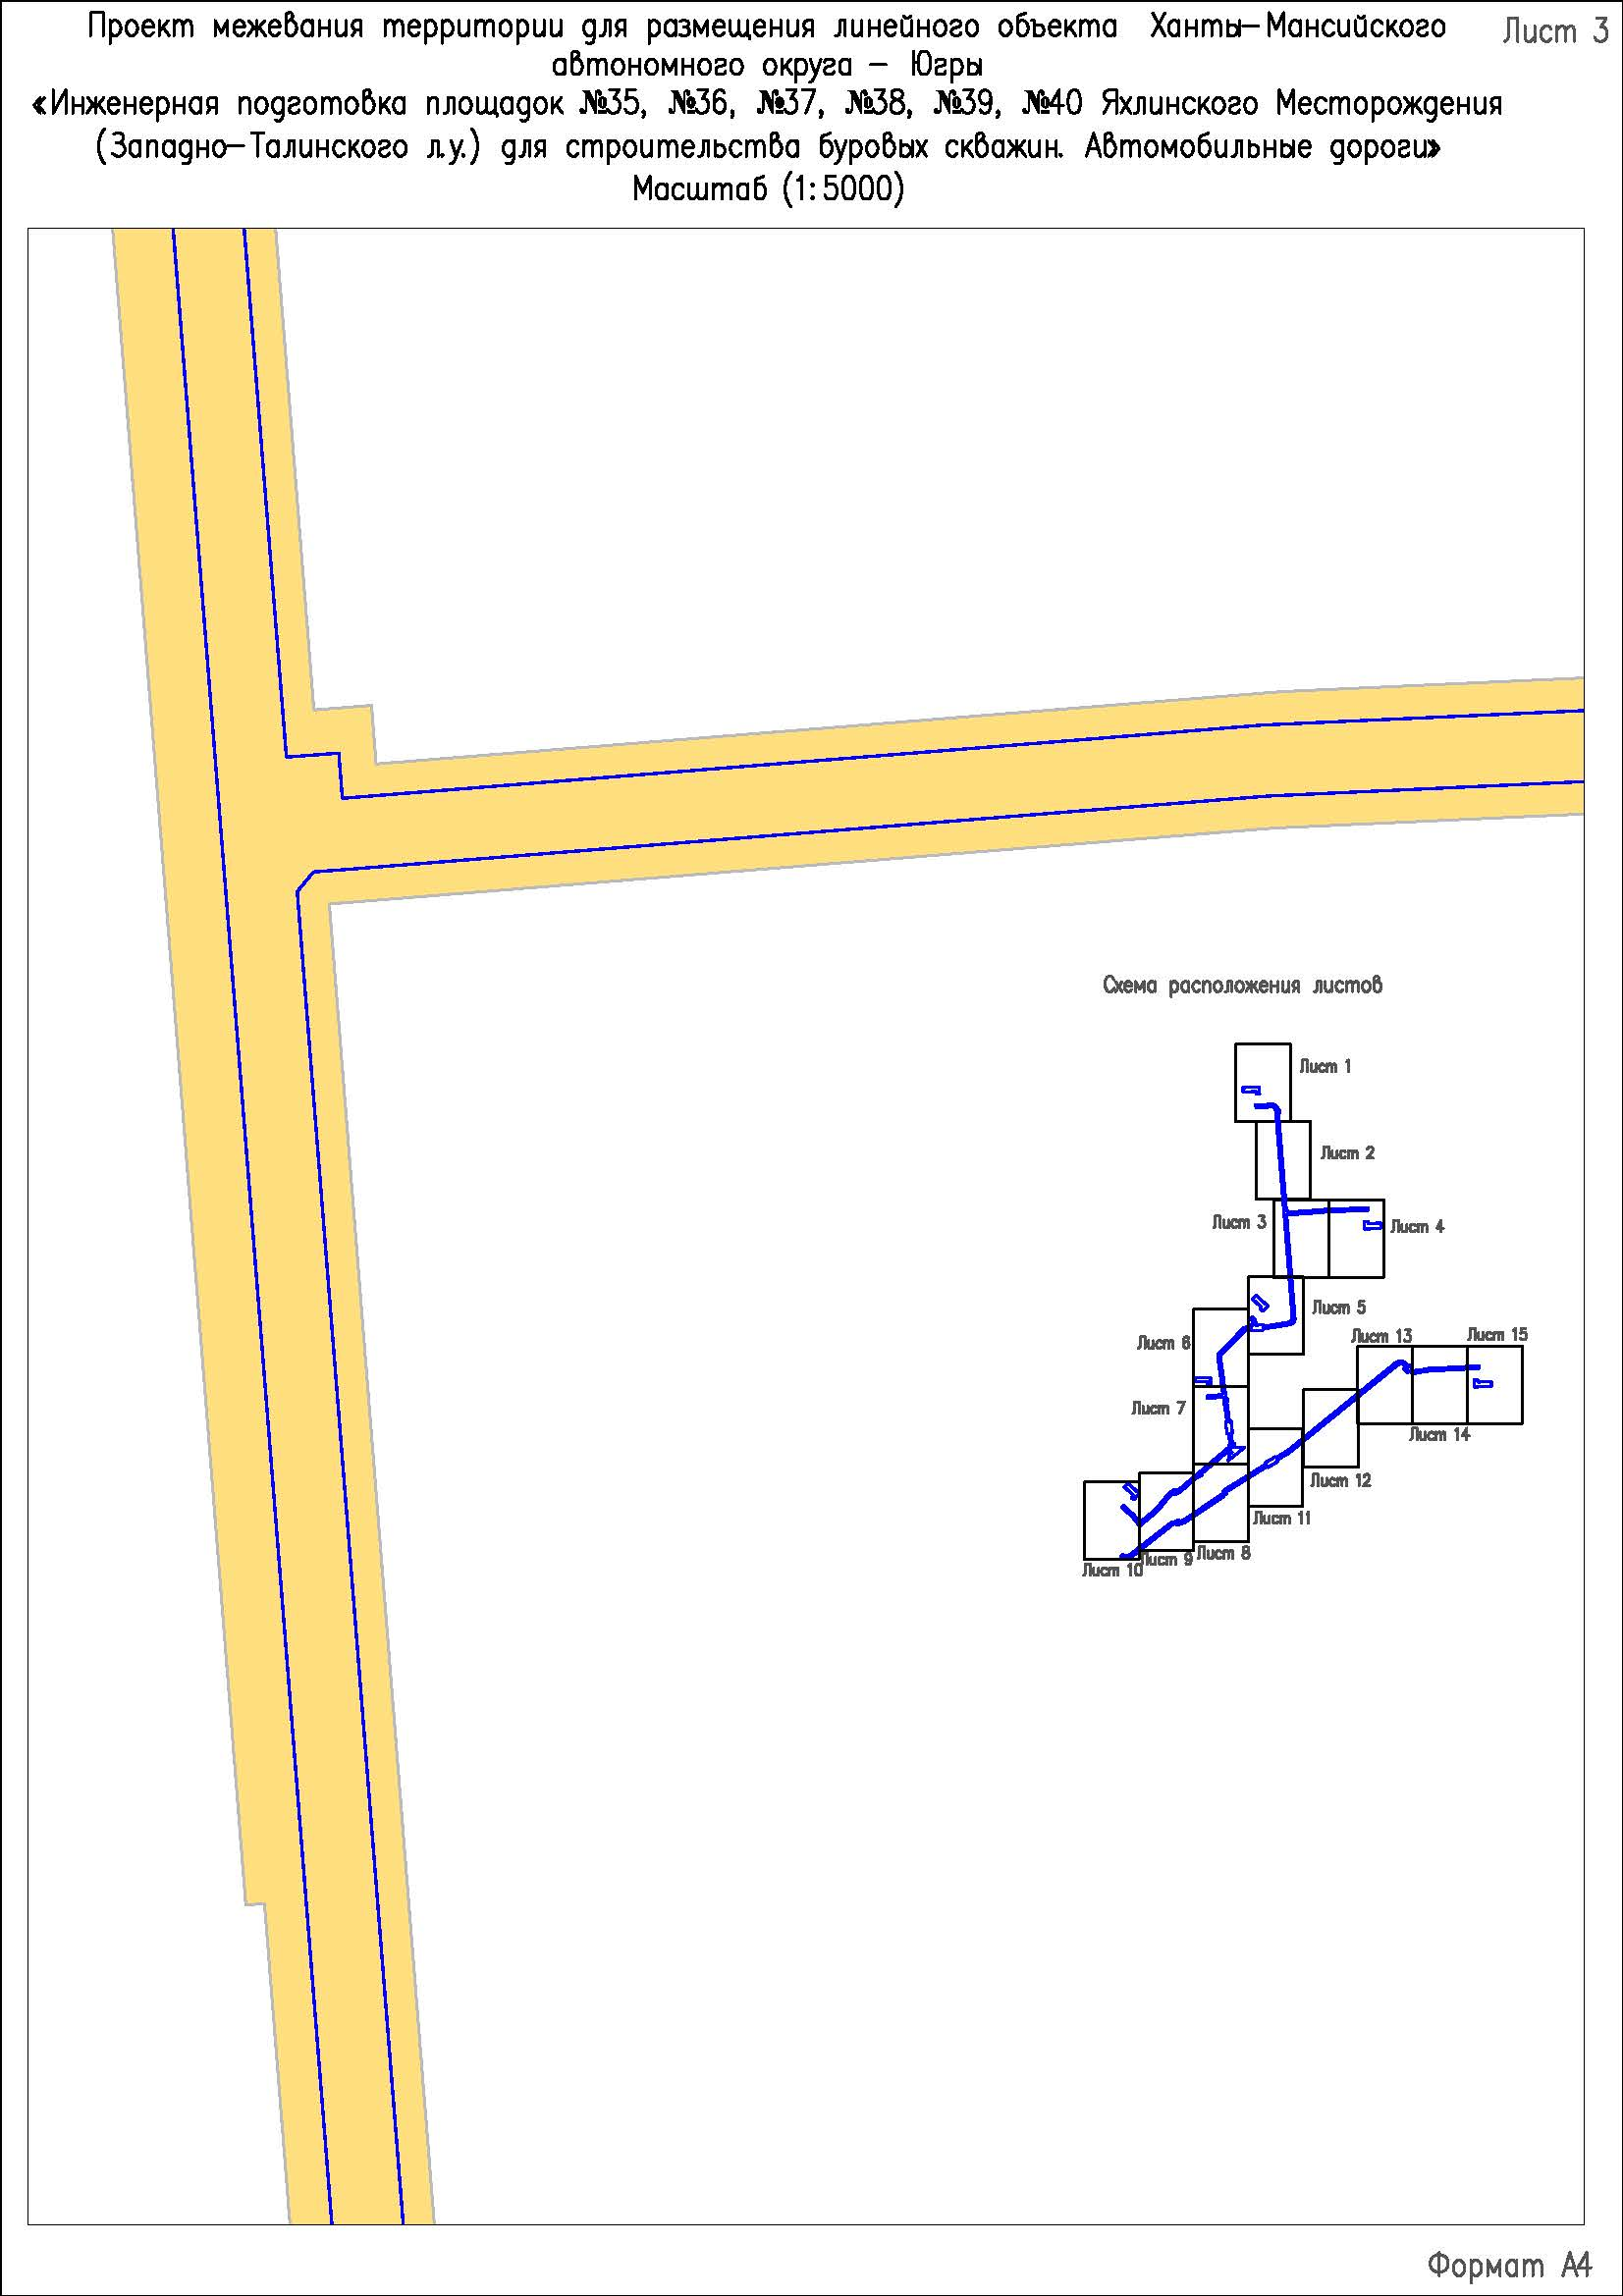 Проект межевания территории для размещения линейного объекта Ханты-Мансийского
Лист 3
автономного округа - Югры
«Инженерная подготовка площадок №35, №36, №37, №38, №39, №40 Яхлинского Месторождения
(Западно-Талинского л.у.) для строительства буровых скважин. Автомобильные дороги»
Масштаб (1:5000)
Схема расположения листов
Лист 1
Лист 2
Лист 3
Лист 4
Лист 5
Лист 6
Лист 13
Лист 15
Лист 7
Лист 14
Лист 12
Лист 11
Лист 8
Лист 9
Лист 10
Формат А4